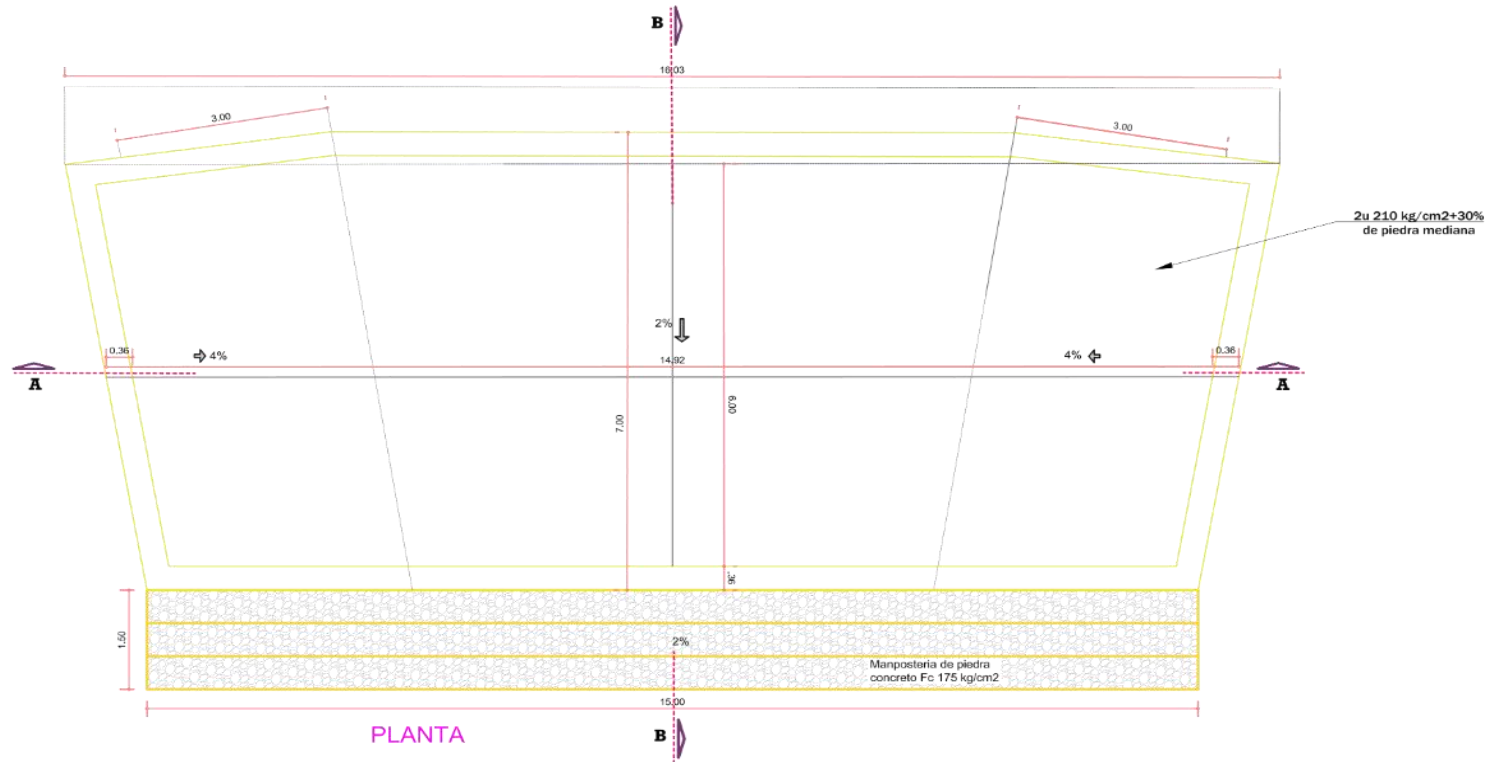 B
16.03
3.00
3.00
2u 210 kg/cm2+30%
de piedra mediana
2%
0.36
4%
14.92
4%
0.36
A
A
7.00
6.00
.36
1.50
2%
Manposteria de piedra
concreto Fc 175 kg/cm2
15.00
PLANTA
B